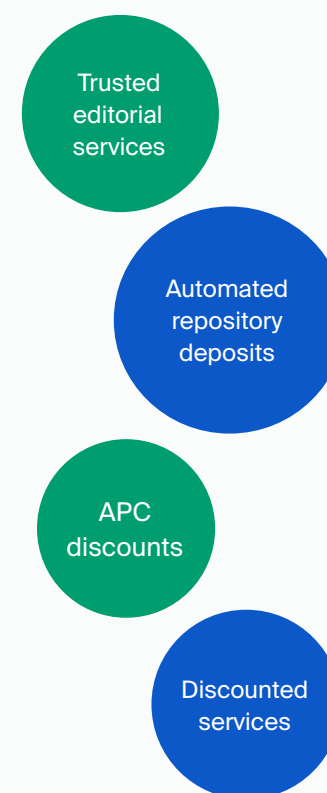 Trusted
editorial
services
Automated
repository
deposits
APC
discounts
Discounted
services